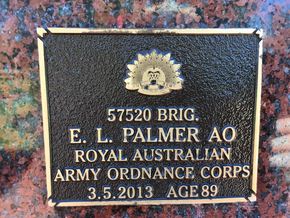 57520 BRIG.
E. L. PALMER AO
ROYAL AUSTRALIAN
ARMY ORDNANCE CORPS
3.5.2013 AGE 89